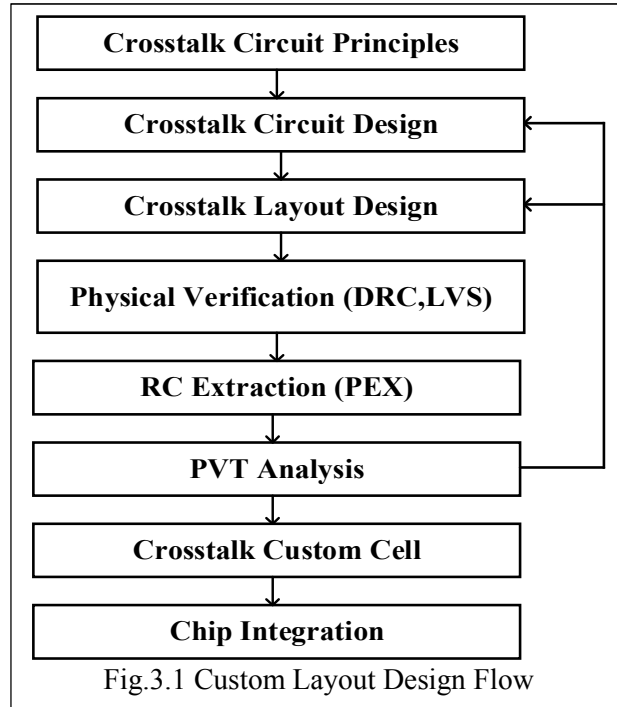 Crosstalk Circuit Principles
Crosstalk Circuit Design
Crosstalk Layout Design
Physical Verification (DRC,LVS)
RC Extraction (PEX)
PVT Analysis
Crosstalk Custom Cell
Chip Integration
Fig.3.1 Custom Layout Design Flow